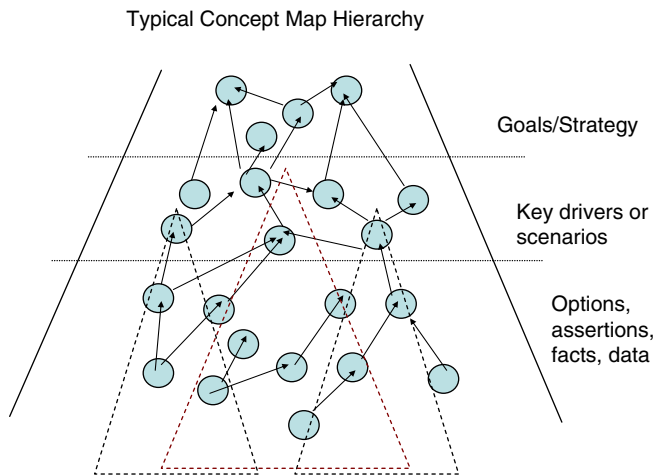 Typical Concept Map Hierarchy
Goals/Strategy
Key drivers or
scenarios
Options,
assertions,
facts, data